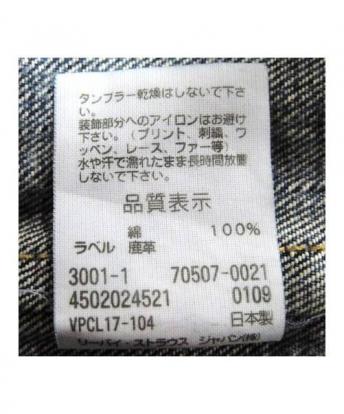 タンブラー乾燥はしないで下さ
い。
装飾部分へのアイロンはお避け
下さい。（プリント、刺繍、ワ
ッペン、レース、ファー等）
水や汗で濡れたまま長時間放置
しないで下さい。
品質表示
綿 100%
ラベル 鹿革
3001-1 70507-0021
4502024521 0109
VPCL17-104 日本製
リーバイ・ストラウス ジャパン(株)